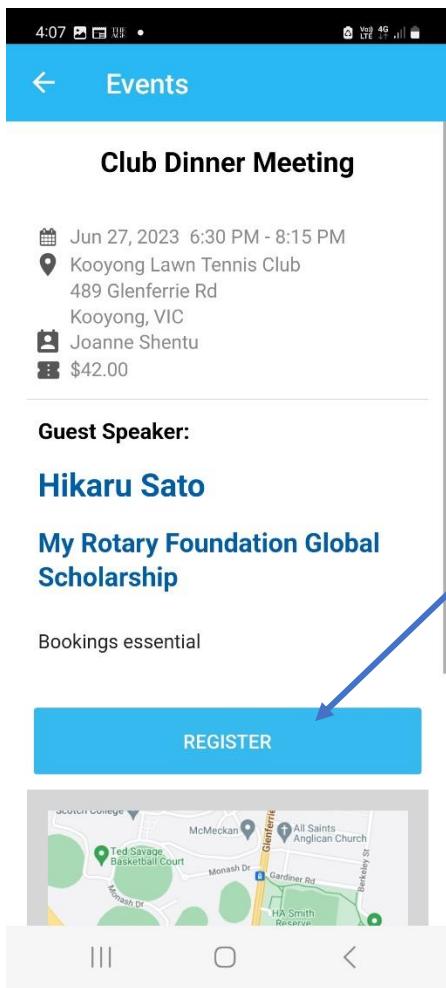 4:07
Vo)) LTE 4G
Events
Club Dinner Meeting
Jun 27, 2023 6:30 PM - 8:15 PM
Kooyong Lawn Tennis Club
489 Glenferrie Rd
Kooyong, VIC
Joanne Shentu
$42.00
Guest Speaker:
Hikaru Sato
My Rotary Foundation Global
Scholarship
Bookings essential
REGISTER
Scotch College
McMeckan
Glenferrie
All Saints
Anglican Church
Ted Savage
Basketball Court
Monash Dr
Gardiner Rd
Berkeley St
Monash Dr
HA Smith
Reserve